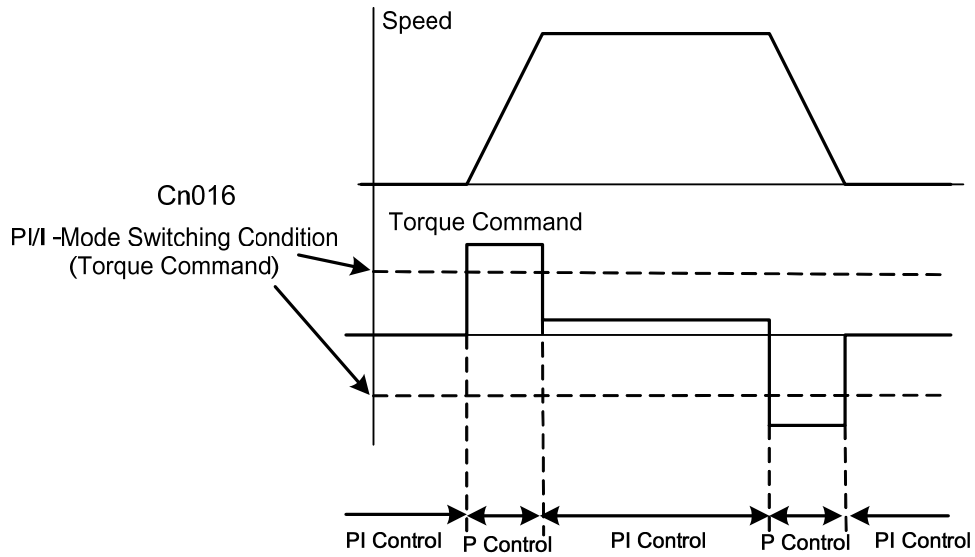 Speed
Cn016
PI/I -Mode Switching Condition
(Torque Command)
Torque Command
PI Control
P Control
PI Control
P Control
PI Control